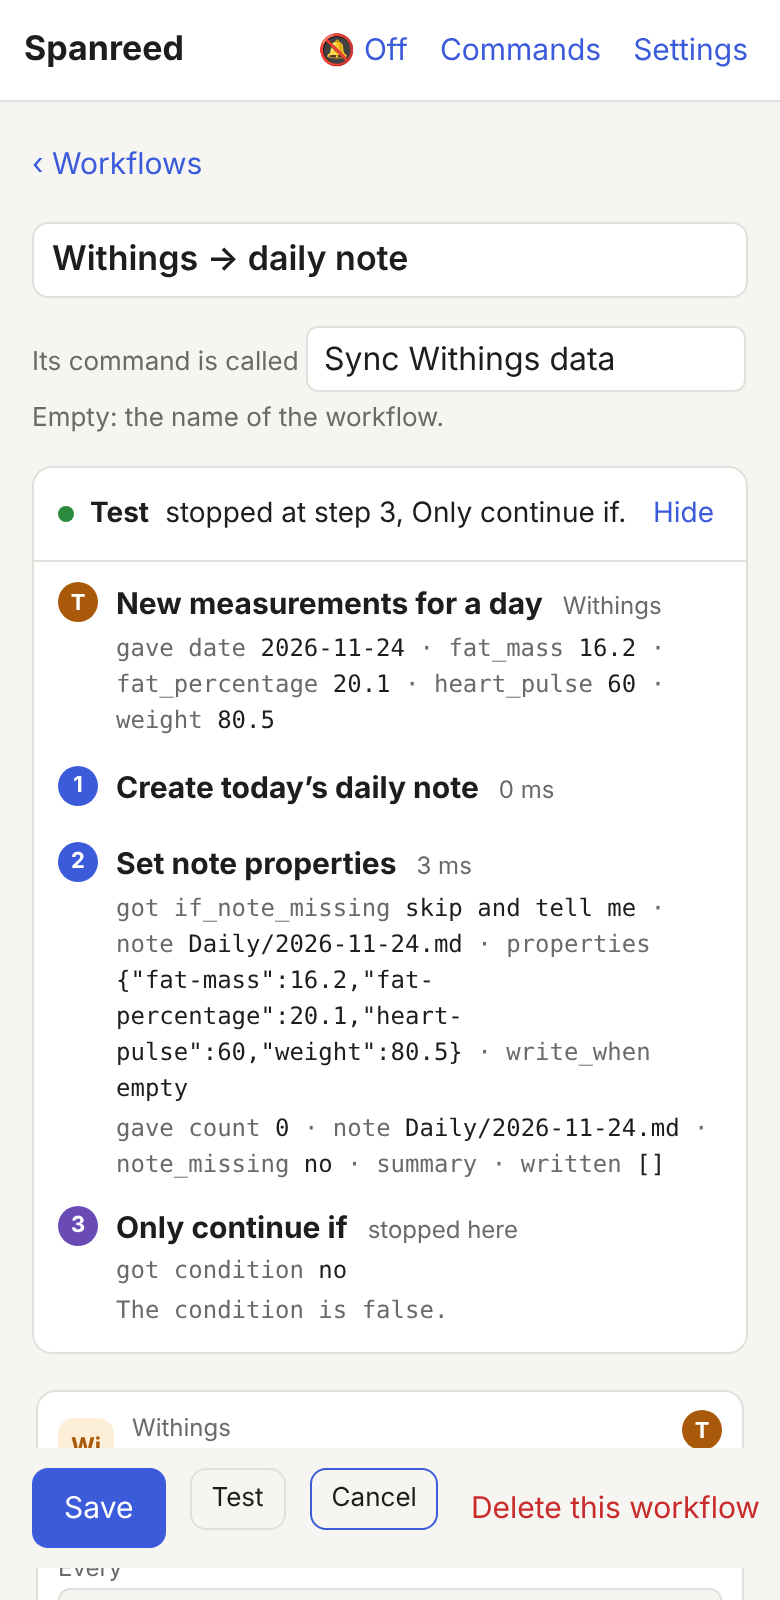 Spanreed
Off Commands Settings
‹ Workflows
Withings → daily note
Its command is called Sync Withings data
Empty: the name of the workflow.
Test stopped at step 3, Only continue if. Hide
T New measurements for a day Withings
gave date 2026-11-24 · fat_mass 16.2 ·
fat_percentage 20.1 · heart_pulse 60 ·
weight 80.5
1 Create today’s daily note 0 ms
2 Set note properties 3 ms
got if_note_missing skip and tell me ·
note Daily/2026-11-24.md · properties
{"fat-mass":16.2,"fat-
percentage":20.1,"heart-
pulse":60,"weight":80.5} · write_when
empty
gave count 0 · note Daily/2026-11-24.md ·
note_missing no · summary · written []
3 Only continue if stopped here
got condition no
The condition is false.
Withings
Wi T
Save Test Cancel Delete this workflow
Every